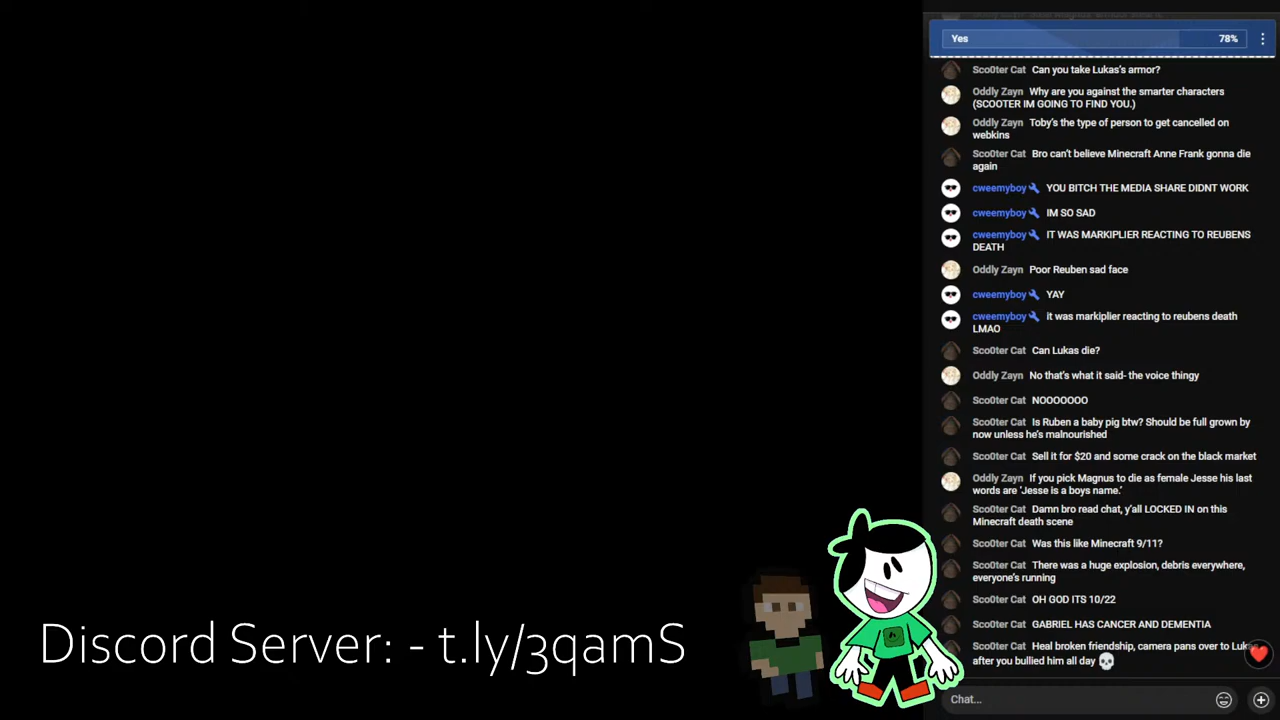 Yes 78%
Sco0ter Cat Can you take Lukas's armor?
Oddly Zayn Why are you against the smarter characters
(SCOOTER IM GOING TO FIND YOU.)
Oddly Zayn Toby's the type of person to get cancelled on
webkins
Sco0ter Cat Bro can't believe Minecraft Anne Frank gonna die
again
cweemyboy YOU BITCH THE MEDIA SHARE DIDNT WORK
cweemyboy IM SO SAD
cweemyboy IT WAS MARKIPLIER REACTING TO REUBENS
DEATH
Oddly Zayn Poor Reuben sad face
cweemyboy YAY
cweemyboy it was markiplier reacting to reubens death
LMAO
Sco0ter Cat Can Lukas die?
Oddly Zayn No that's what it said- the voice thingy
Sco0ter Cat NOOOOOOO
Sco0ter Cat Is Ruben a baby pig btw? Should be full grown by
now unless he's malnourished
Sco0ter Cat Sell it for $20 and some crack on the black market
Oddly Zayn If you pick Magnus to die as female Jesse his last
words are 'Jesse is a boys name.'
Sco0ter Cat Damn bro read chat, y'all LOCKED IN on this
Minecraft death scene
Sco0ter Cat Was this like Minecraft 9/11?
Sco0ter Cat There was a huge explosion, debris everywhere,
everyone's running
Sco0ter Cat OH GOD ITS 10/22
Sco0ter Cat GABRIEL HAS CANCER AND DEMENTIA
Sco0ter Cat Heal broken friendship, camera pans over to
after you bullied him all day 💀
Chat...
Discord Server: - t.ly/3qamS